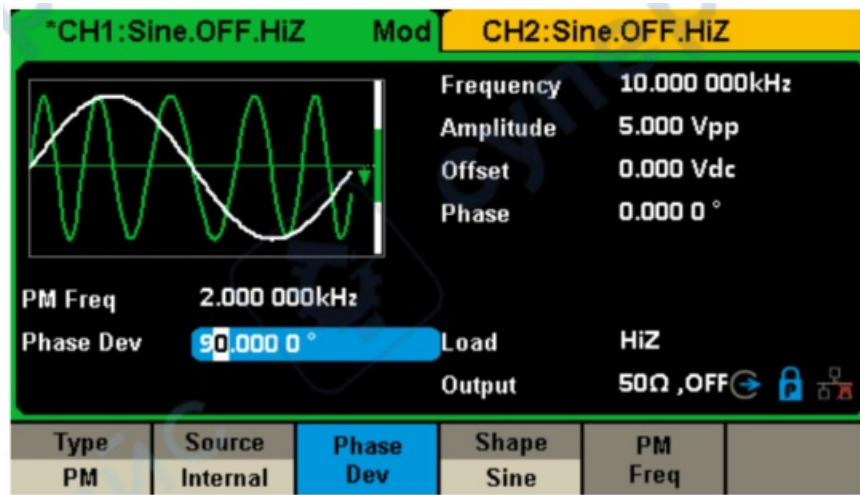 *CH1:Sine.OFF.HiZ Mod CH2:Sine.OFF.HiZ
Frequency 10.000 000kHz
Amplitude 5.000 Vpp
Offset 0.000 Vdc
Phase 0.000 0 °
PM Freq 2.000 000kHz
Phase Dev 90.000 0 °
Load HiZ
Output 50Ω ,OFF
P
Type Source Phase Dev Shape PM Freq
PM Internal Sine